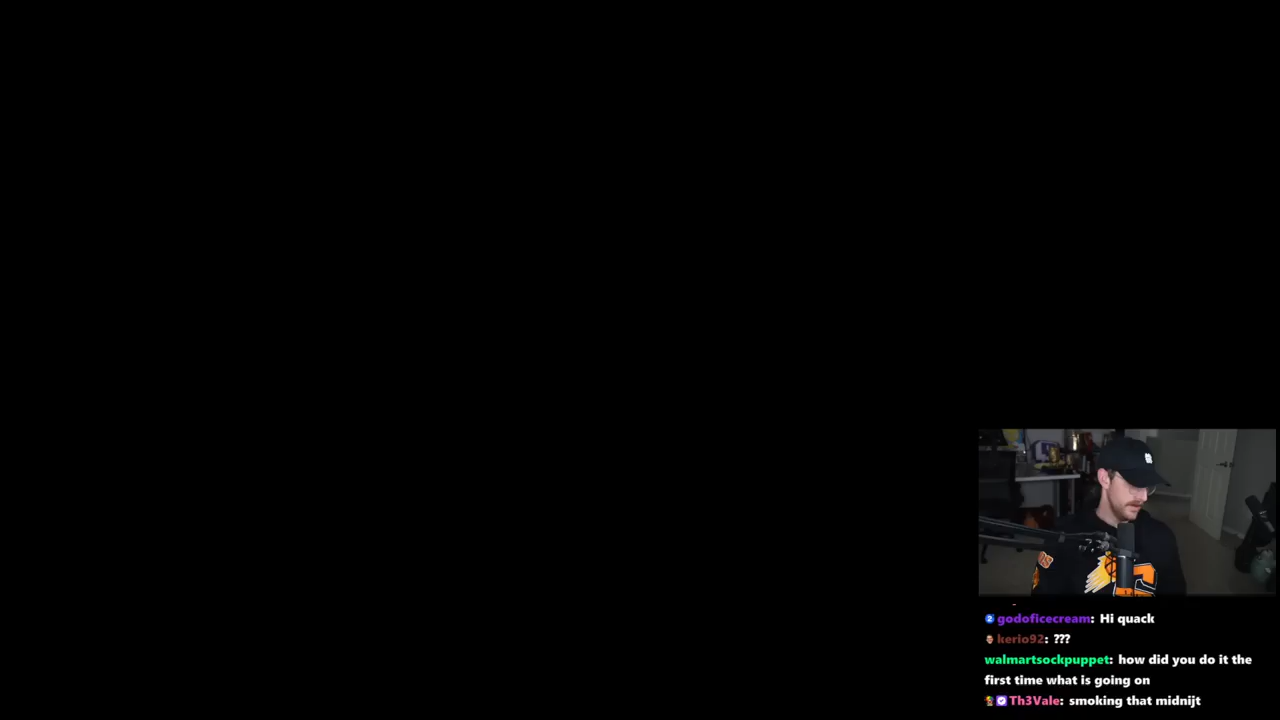 godoficecream: Hi quack
kerio92: ???
walmartsockpuppet: how did you do it the
first time what is going on
Th3Vale: smoking that midnijt